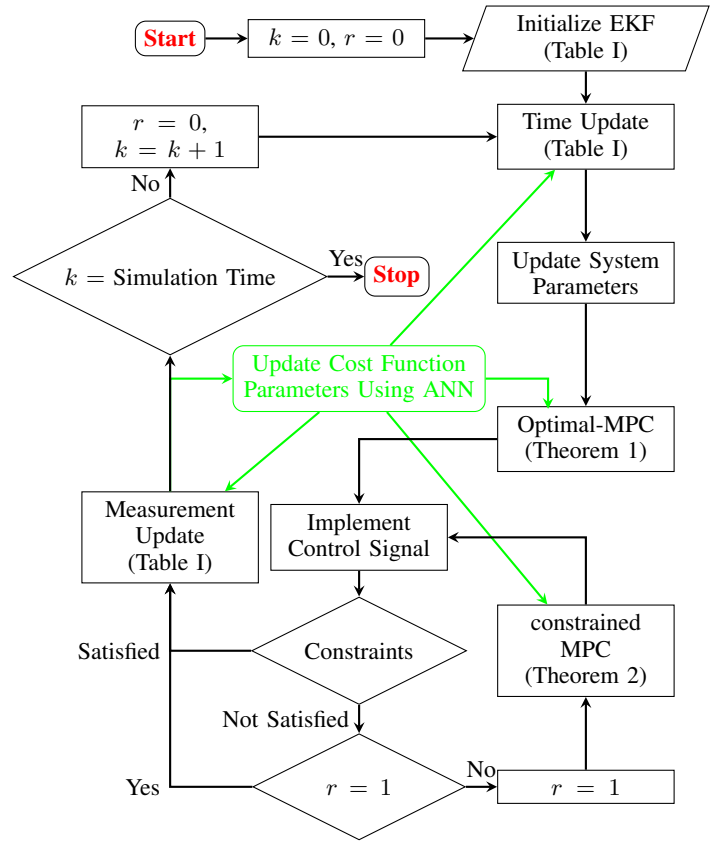 Start
k = 0, r = 0
Initialize EKF
(Table I)
r = 0,
k = k + 1
Time Update
(Table I)
No
k = Simulation Time
Yes
Stop
Update System
Parameters
Update Cost Function
Parameters Using ANN
Optimal-MPC
(Theorem 1)
Measurement
Update
(Table I)
Implement
Control Signal
constrained
MPC
(Theorem 2)
Satisfied
Constraints
Not Satisfied
Yes
r = 1
No
r = 1